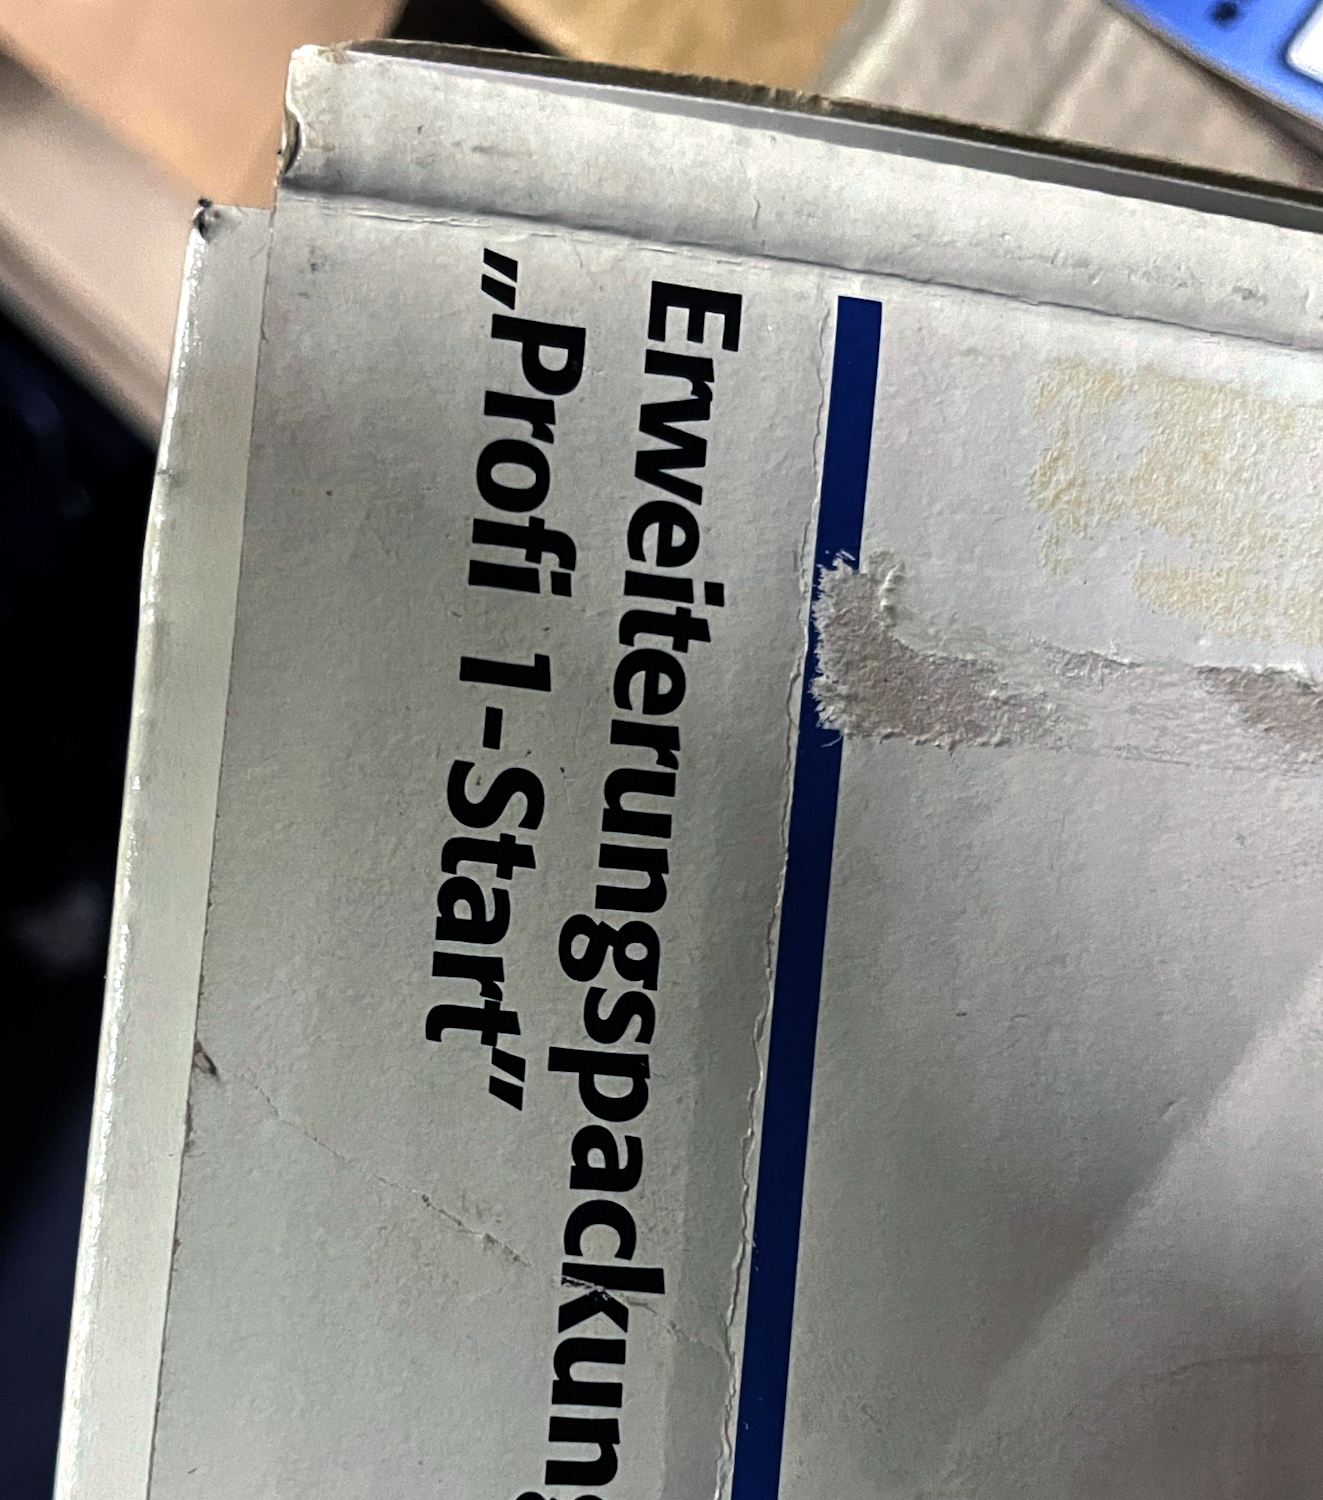 Erweiterungspackung
„Profi 1-Start”